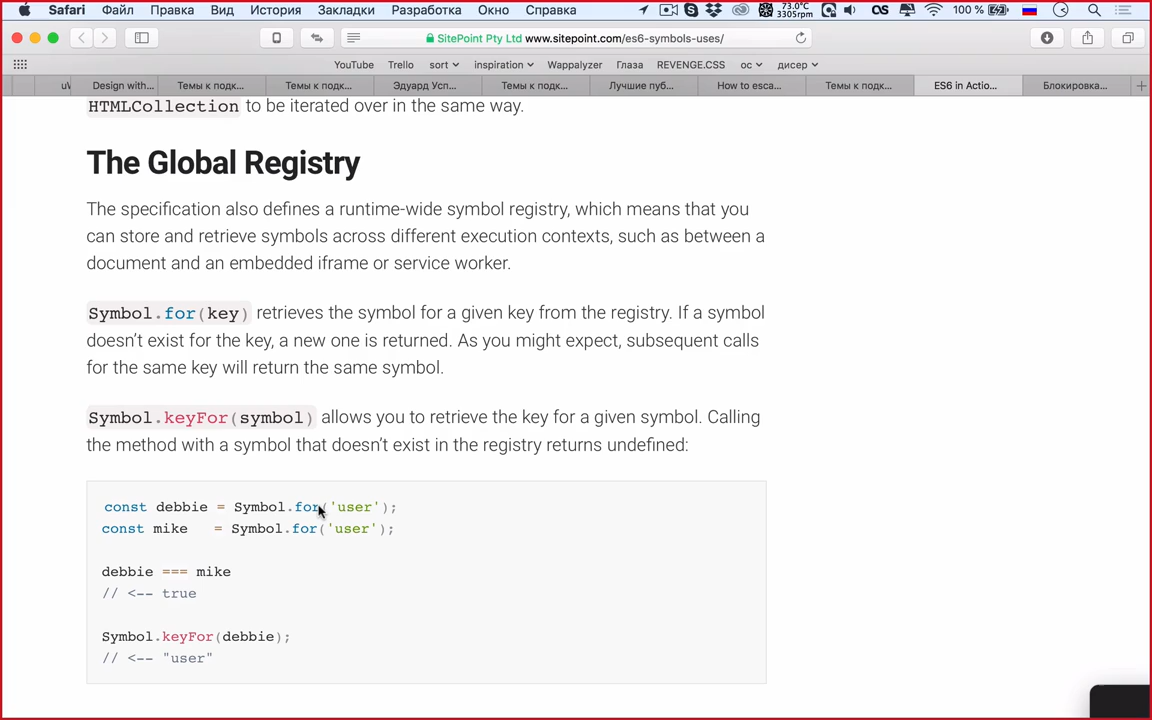 Safari Файл Правка Вид История Закладки Разработка Окно Справка 73.0°C 3305rpm 100 %
SitePoint Pty Ltd www.sitepoint.com/es6-symbols-uses/
YouTube Trello sort inspiration Wappalyzer Глаза REVENGE.CSS ос дисер
Design with... Темы к подк... Темы к подк... Эдуард Усп... Темы к подк... Лучшие пуб... How to esca... Темы к подк... ES6 in Actio... Блокировка...
HTMLCollection to be iterated over in the same way.
The Global Registry
The specification also defines a runtime-wide symbol registry, which means that you
can store and retrieve symbols across different execution contexts, such as between a
document and an embedded iframe or service worker.
Symbol.for(key) retrieves the symbol for a given key from the registry. If a symbol
doesn’t exist for the key, a new one is returned. As you might expect, subsequent calls
for the same key will return the same symbol.
Symbol.keyFor(symbol) allows you to retrieve the key for a given symbol. Calling
the method with a symbol that doesn’t exist in the registry returns undefined:
const debbie = Symbol.for('user');
const mike = Symbol.for('user');
debbie === mike
// <-- true
Symbol.keyFor(debbie);
// <-- "user"